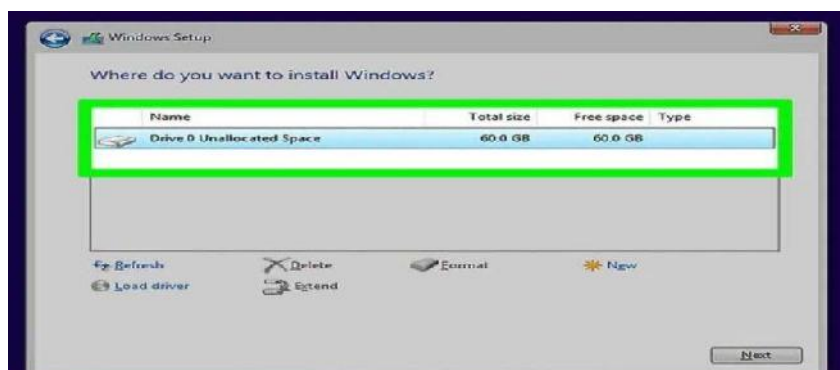 Windows Setup
Where do you want to install Windows?
Name Total size Free space Type
Drive 0 Unallocated Space 60.0 GB 60.0 GB
Refresh Delete Format New
Load driver Extend
Next